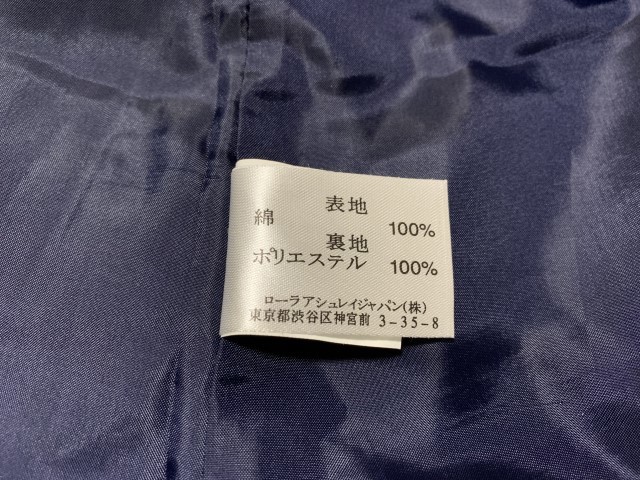 表地
綿 100%
裏地
ポリエステル 100%
ローラアシュレイジャパン(株)
東京都渋谷区神宮前 3-35-8